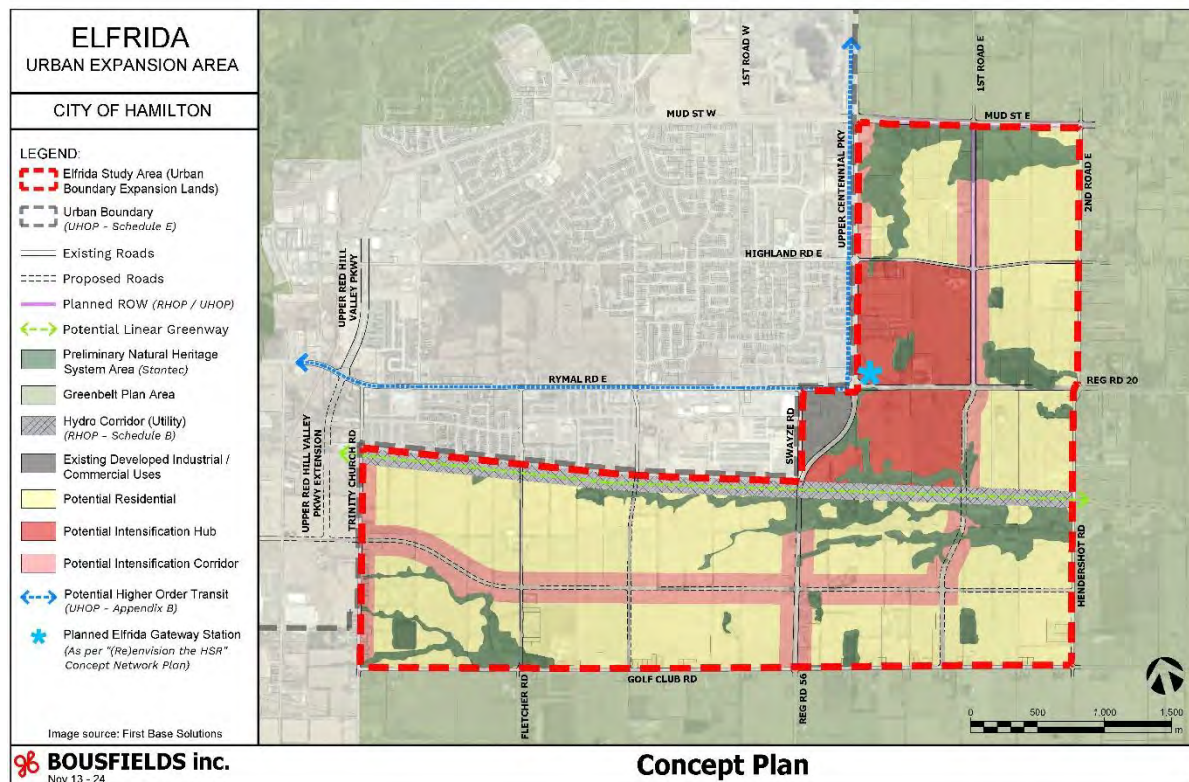 ELFRIDA
URBAN EXPANSION AREA
CITY OF HAMILTON
LEGEND:
Elfrida Study Area (Urban
Boundary Expansion Lands)
Urban Boundary
(UHOP - Schedule E)
Existing Roads
Proposed Roads
Planned ROW (RHOP / UHOP)
Potential Linear Greenway
Preliminary Natural Heritage
System Area (Stantec)
Greenbelt Plan Area
Hydro Corridor (Utility)
(RHOP - Schedule B)
Existing Developed Industrial /
Commercial Uses
Potential Residential
Potential Intensification Hub
Potential Intensification Corridor
Potential Higher Order Transit
(UHOP - Appendix B)
Planned Elfrida Gateway Station
(As per "(Re)envision the HSR"
Concept Network Plan)
Image source: First Base Solutions
1ST ROAD W
1ST ROAD E
MUD ST W
MUD ST E
UPPER CENTENNIAL PKY
2ND ROAD E
HIGHLAND RD E
UPPER RED HILL
VALLEY PKWY
RYMAL RD E
REG RD 20
SWAYZE RD
TRINITY CHURCH RD
UPPER RED HILL VALLEY
PKWY EXTENSION
HENDERSHOT RD
GOLF CLUB RD
FLETCHER RD
REG RD 56
0 500 1,000 1,500
m
BOUSFIELDS inc.
Nov 13 - 24
Concept Plan